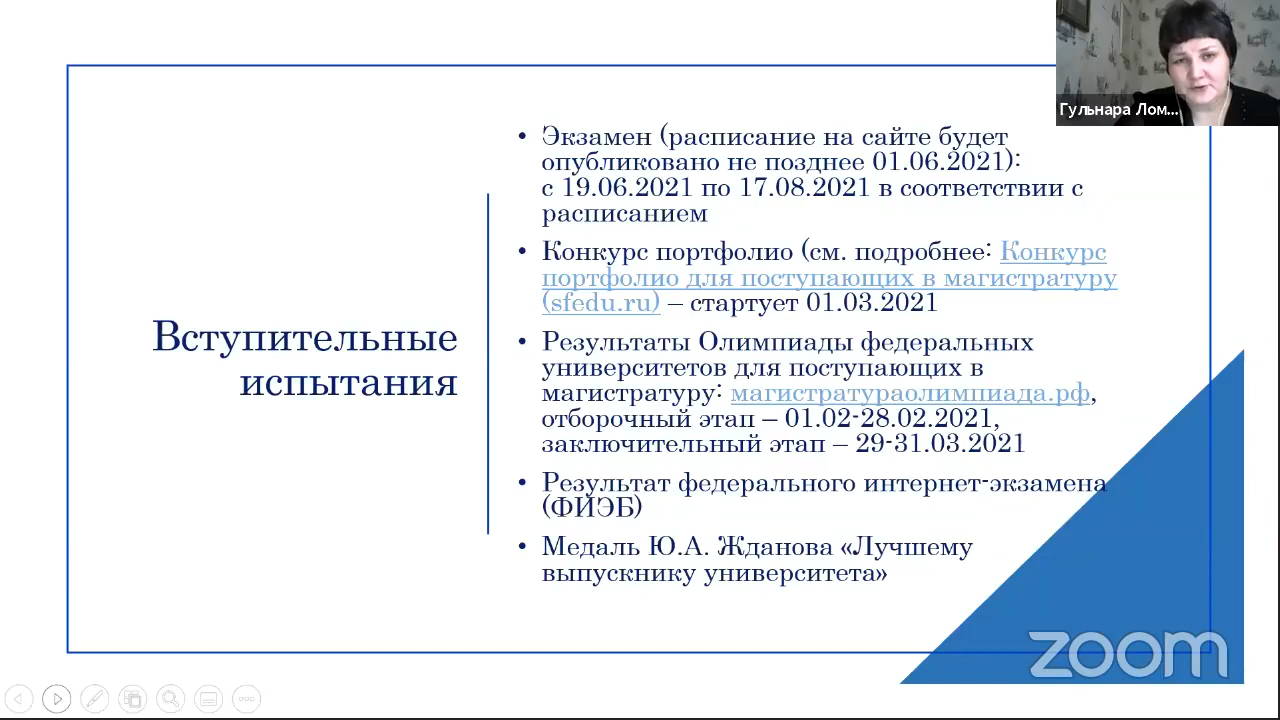 Гульнара Лом...
Вступительные
испытания
• Экзамен (расписание на сайте будет
опубликовано не позднее 01.06.2021):
с 19.06.2021 по 17.08.2021 в соответствии с
расписанием
• Конкурс портфолио (см. подробнее: Конкурс
портфолио для поступающих в магистратуру
(sfedu.ru) – стартует 01.03.2021
• Результаты Олимпиады федеральных
университетов для поступающих в
магистратуру: магистратураолимпиада.рф,
отборочный этап – 01.02-28.02.2021,
заключительный этап – 29-31.03.2021
• Результат федерального интернет-экзамена
(ФИЭБ)
• Медаль Ю.А. Жданова «Лучшему
выпускнику университета»
zoom